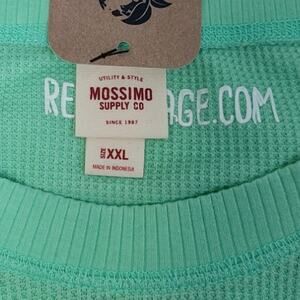 UTILITY & STYLE
MOSSIMO
SUPPLY CO
SINCE 1987
SIZE XXL
MADE IN INDONESIA